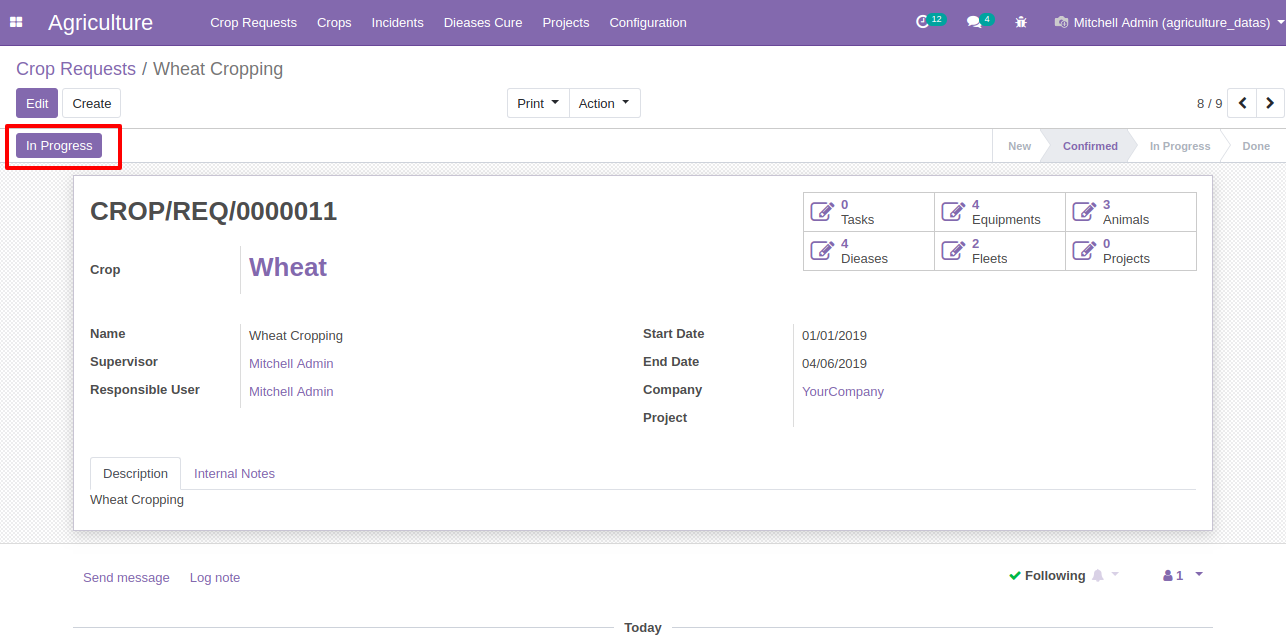 Agriculture Crop Requests Crops Incidents Dieases Cure Projects Configuration 12 4 Mitchell Admin (agriculture_datas)
Crop Requests / Wheat Cropping
Edit Create Print Action 8 / 9
In Progress New Confirmed In Progress Done
CROP/REQ/0000011
0 Tasks 4 Equipments 3 Animals
4 Dieases 2 Fleets 0 Projects
Crop Wheat
Name Wheat Cropping Start Date 01/01/2019
Supervisor Mitchell Admin End Date 04/06/2019
Responsible User Mitchell Admin Company YourCompany
Project
Description Internal Notes
Wheat Cropping
Send message Log note Following 1
Today